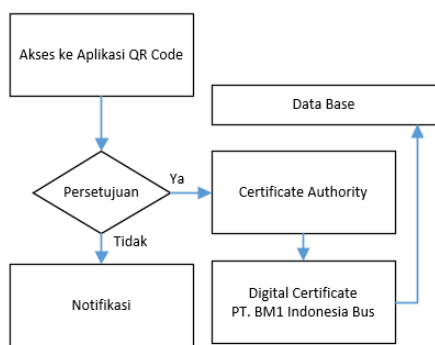 Akses ke Aplikasi QR Code
Data Base
Persetujuan
Ya
Certificate Authority
Tidak
Notifikasi
Digital Certificate
PT. BM1 Indonesia Bus